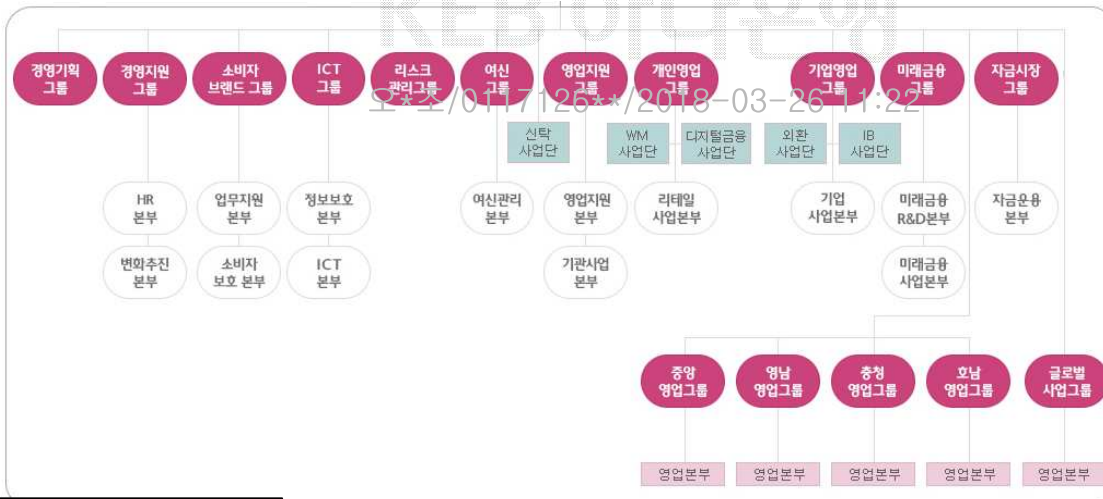 KEB 하나은행
경영기획
그룹
경영지원
그룹
소비자
브랜드 그룹
ICT
그룹
리스크
관리그룹
여신
그룹
영업지원
그룹
개인영업
그룹
기업영업
그룹
미래금융
그룹
자금시장
그룹
오*조/0117126**/2018-03-26 11:22
신탁
사업단
WM
사업단
디지털금융
사업단
외환
사업단
IB
사업단
HR
본부
업무지원
본부
정보보호
본부
여신관리
본부
영업지원
본부
리테일
사업본부
기업
사업본부
미래금융
R&D본부
자금운용
본부
변화추진
본부
소비자
보호 본부
ICT
본부
기관사업
본부
미래금융
사업본부
중앙
영업그룹
영남
영업그룹
충청
영업그룹
호남
영업그룹
글로벌
사업그룹
영업본부
영업본부
영업본부
영업본부
영업본부